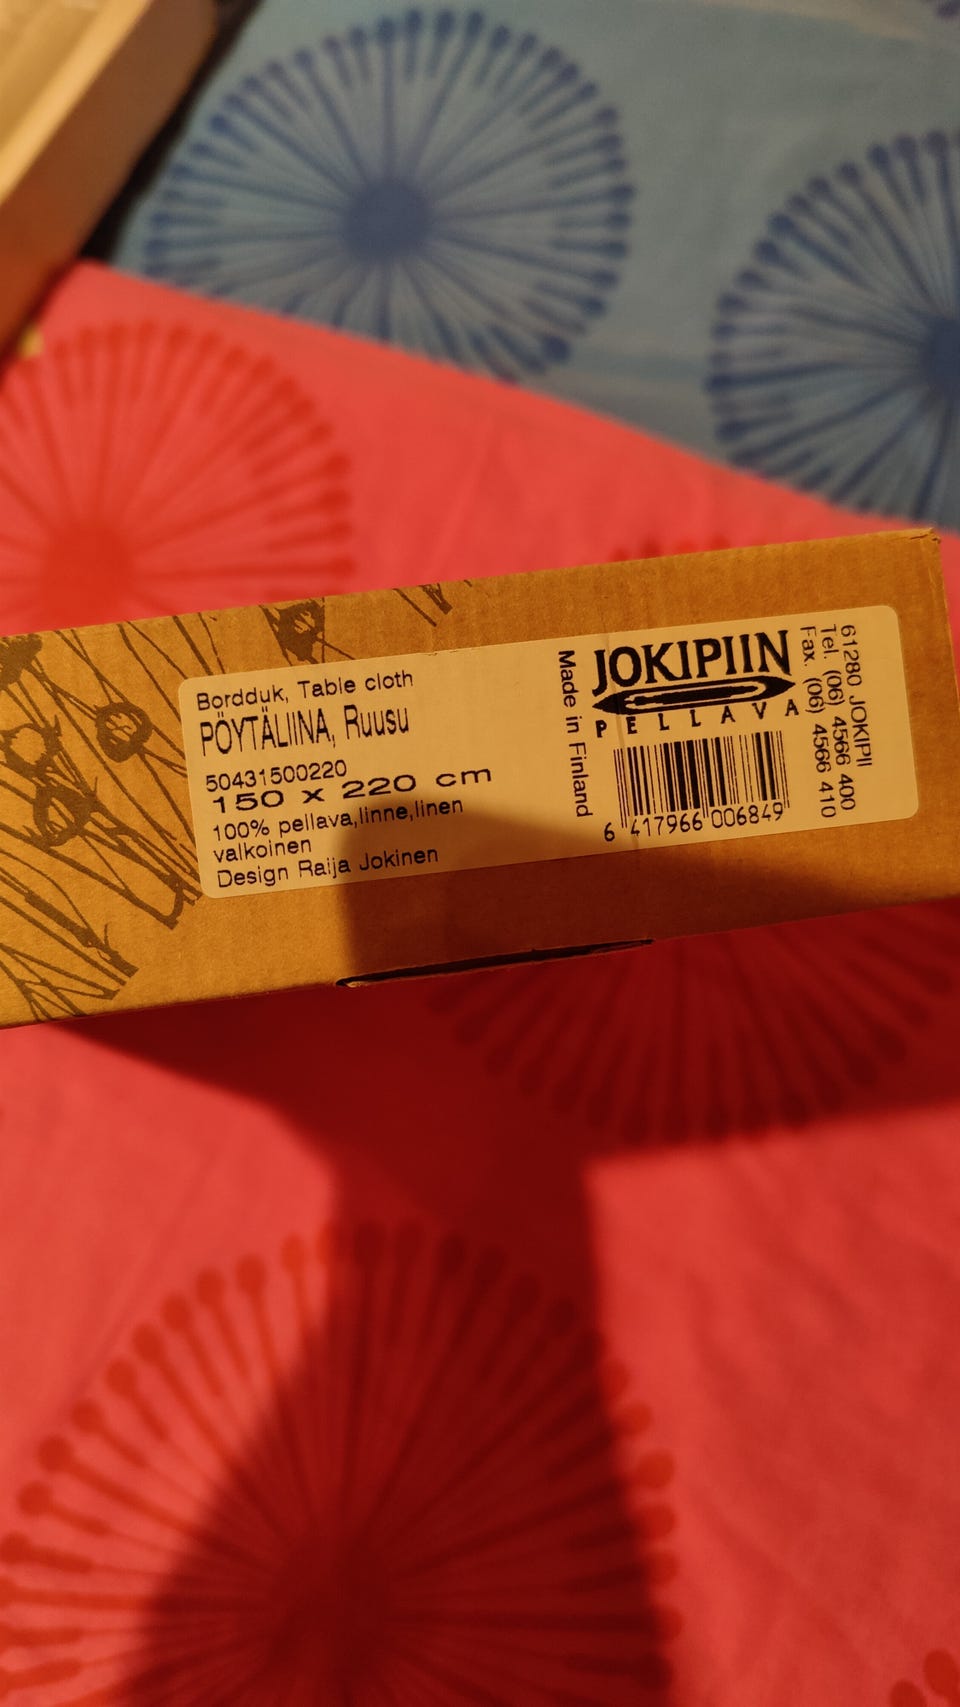 Bordduk, Table cloth
PÖYTÄLIINA, Ruusu
50431500220
150 x 220 cm
100% pellava,linne,linen
valkoinen
Design Raija Jokinen
Made in Finland
JOKIPIIN
PELLAVA
6 417966 006849
61280 JOKIPII
Tel. (06) 4566 400
Fax. (06) 4566 410